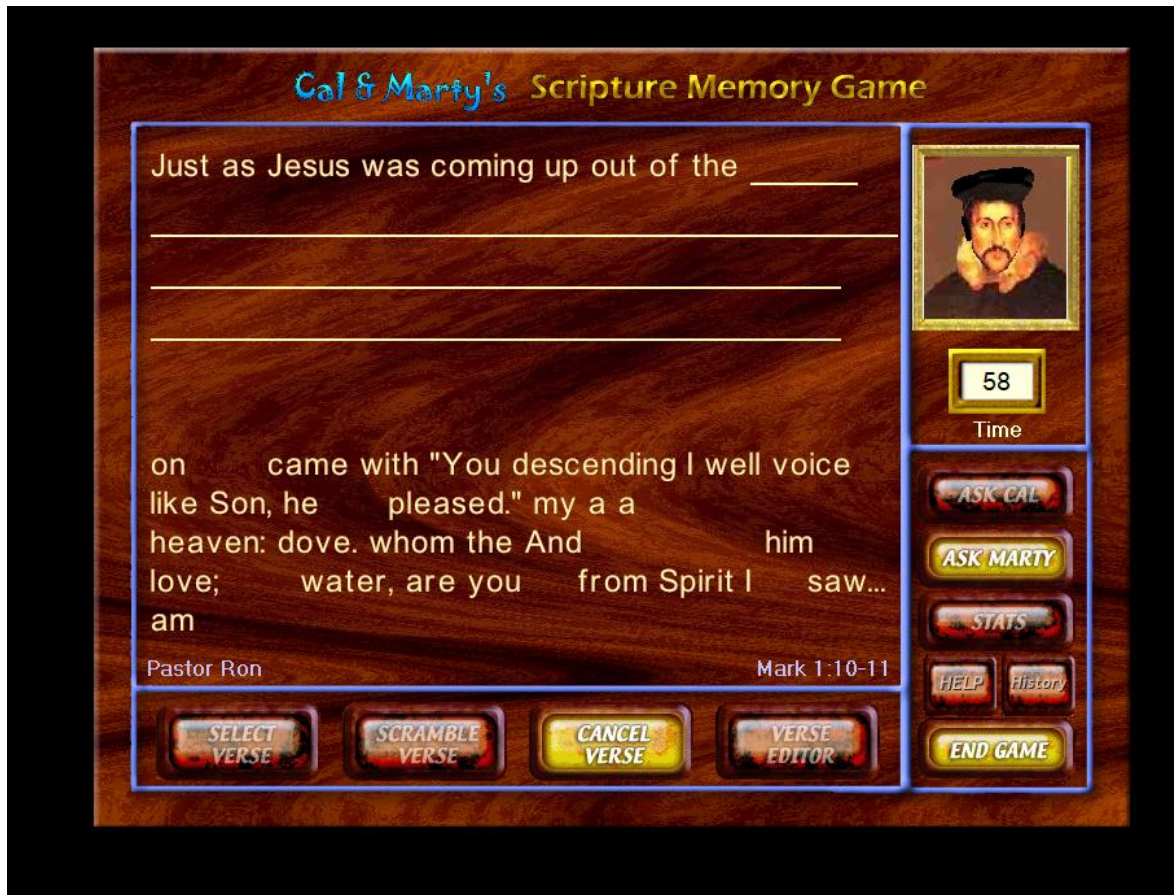 Cal & Marty's Scripture Memory Game
Just as Jesus was coming up out of the
58
Time
on came with "You descending I well voice
like Son, he pleased." my a a
heaven: dove. whom the And him
love; water, are you from Spirit I saw...
am
Pastor Ron Mark 1:10-11
ASK CAL
ASK MARTY
STATS
HELP History
END GAME
SELECT
VERSE
SCRAMBLE
VERSE
CANCEL
VERSE
VERSE
EDITOR